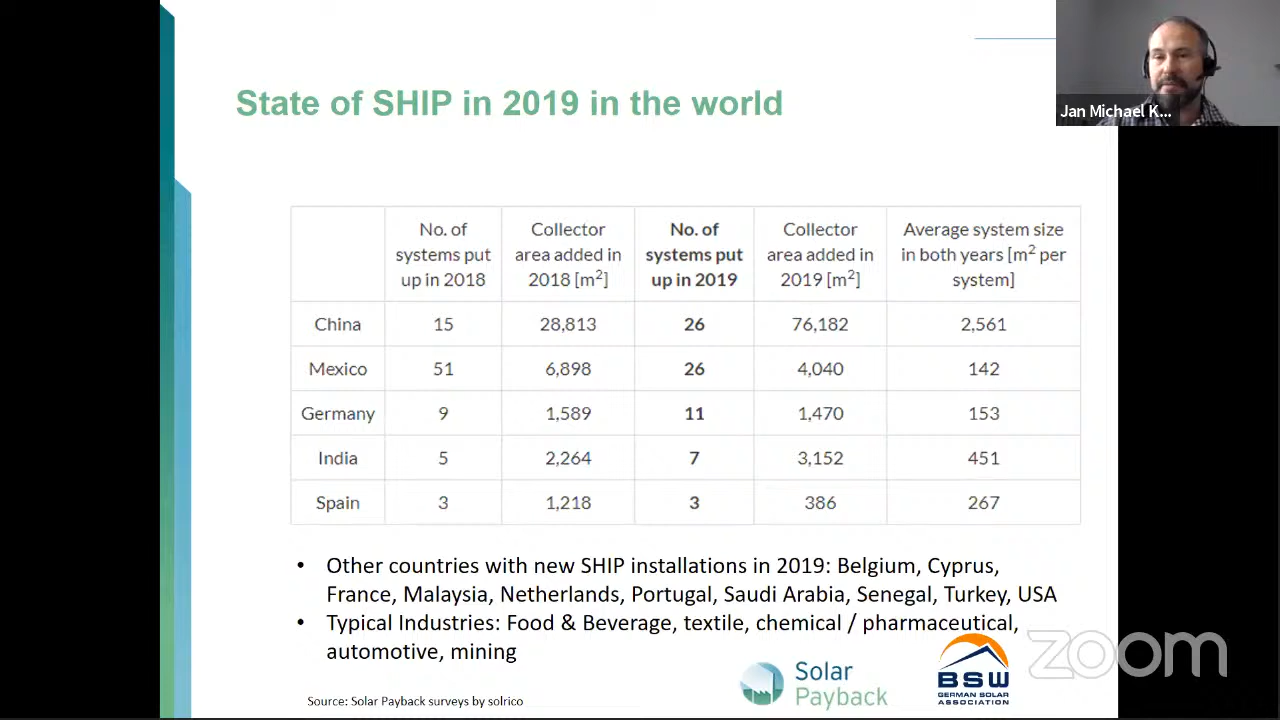 State of SHIP in 2019 in the world
Jan Michael K...
No. of systems put up in 2018
Collector area added in 2018 [m²]
No. of systems put up in 2019
Collector area added in 2019 [m²]
Average system size in both years [m² per system]
China 15 28,813 26 76,182 2,561
Mexico 51 6,898 26 4,040 142
Germany 9 1,589 11 1,470 153
India 5 2,264 7 3,152 451
Spain 3 1,218 3 386 267
• Other countries with new SHIP installations in 2019: Belgium, Cyprus,
France, Malaysia, Netherlands, Portugal, Saudi Arabia, Senegal, Turkey, USA
• Typical Industries: Food & Beverage, textile, chemical / pharmaceutical,
automotive, mining
Source: Solar Payback surveys by solrico
Solar
Payback
BSW
GERMAN SOLAR
ASSOCIATION
zoom